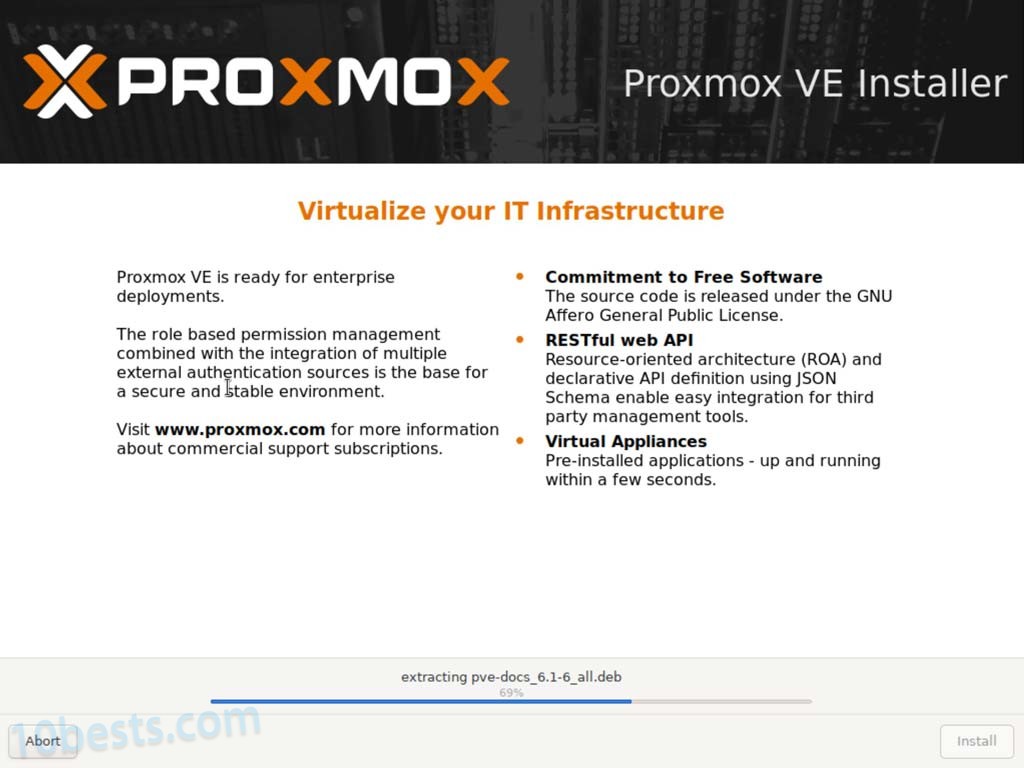 PROXMOX
Proxmox VE Installer
Virtualize your IT Infrastructure
Proxmox VE is ready for enterprise
deployments.
The role based permission management
combined with the integration of multiple
external authentication sources is the base for
a secure and stable environment.
Visit www.proxmox.com for more information
about commercial support subscriptions.
Commitment to Free Software
The source code is released under the GNU
Affero General Public License.
RESTful web API
Resource-oriented architecture (ROA) and
declarative API definition using JSON
Schema enable easy integration for third
party management tools.
Virtual Appliances
Pre-installed applications - up and running
within a few seconds.
extracting pve-docs_6.1-6_all.deb
69%
10bests.com
Abort
Install